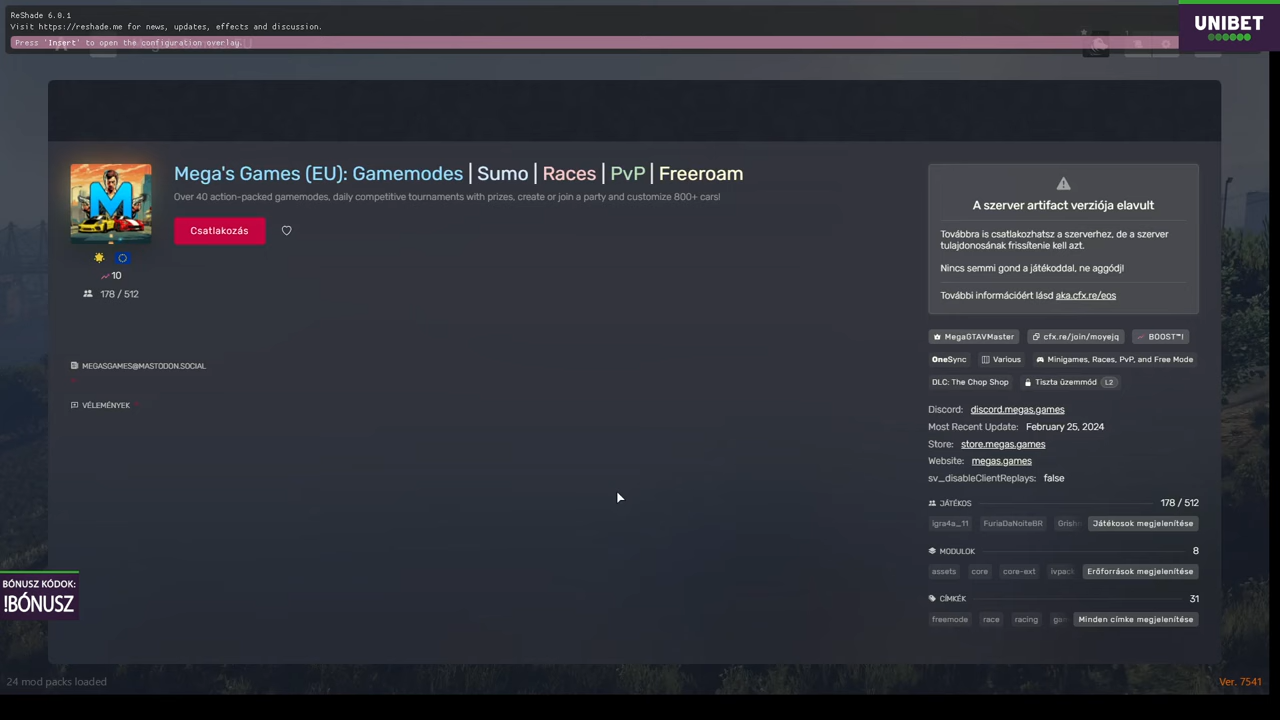 ReShade 6.0.1
Visit https://reshade.me for news, updates, effects and discussion.
Press 'Insert' to open the configuration overlay.
UNIBET
M
Mega's Games (EU): Gamemodes | Sumo | Races | PvP | Freeroam
Over 40 action-packed gamemodes, daily competitive tournaments with prizes, create or join a party and customize 800+ cars!
Csatlakozás
10
178 / 512
MEGASGAMES@MASTODON.SOCIAL
VÉLEMÉNYEK
A szerver artifact verziója elavult
Továbbra is csatlakozhatsz a szerverhez, de a szerver
tulajdonosának frissítenie kell azt.
Nincs semmi gond a játékoddal, ne aggódj!
További információért lásd aka.cfx.re/eos
MegaGTAVMaster cfx.re/join/moyejq BOOST™!
OneSync Various Minigames, Races, PvP, and Free Mode
DLC: The Chop Shop Tiszta üzemmód L2
Discord: discord.megas.games
Most Recent Update: February 25, 2024
Store: store.megas.games
Website: megas.games
sv_disableClientReplays: false
JÁTÉKOS 178 / 512
igra4a_11 FuriaDaNoiteBR Grish Játékosok megjelenítése
MODULOK 8
assets core core-ext ivpac Erőforrások megjelenítése
CÍMKÉK 31
freemode race racing ga Minden címke megjelenítése
BÓNUSZ KÓDOK:
!BÓNUSZ
24 mod packs loaded
Ver. 7541